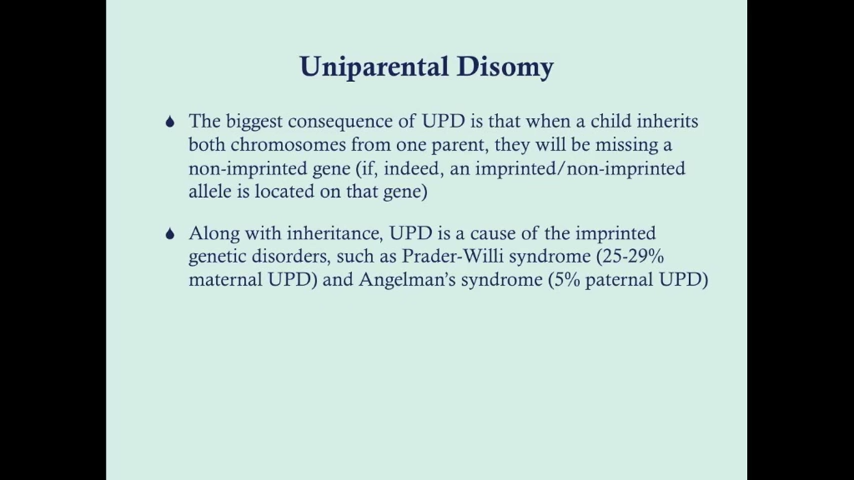 Uniparental Disomy
The biggest consequence of UPD is that when a child inherits
both chromosomes from one parent, they will be missing a
non-imprinted gene (if, indeed, an imprinted/non-imprinted
allele is located on that gene)
Along with inheritance, UPD is a cause of the imprinted
genetic disorders, such as Prader-Willi syndrome (25-29%
maternal UPD) and Angelman's syndrome (5% paternal UPD)